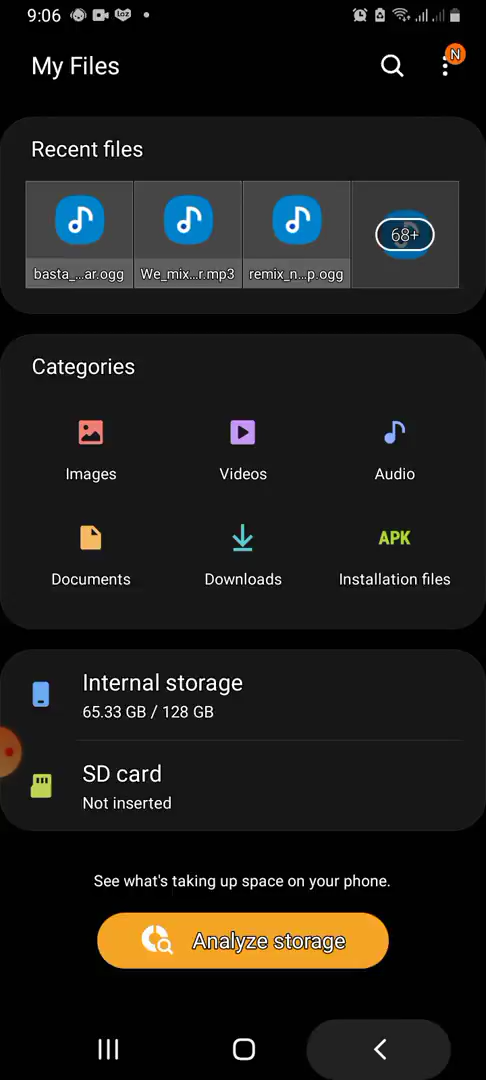 9:06
My Files
N
Recent files
basta_...ar.ogg
We_mix...r.mp3
remix_n...p.ogg
68+
Categories
Images
Videos
Audio
Documents
Downloads
APK
Installation files
Internal storage
65.33 GB / 128 GB
SD card
Not inserted
See what's taking up space on your phone.
Analyze storage